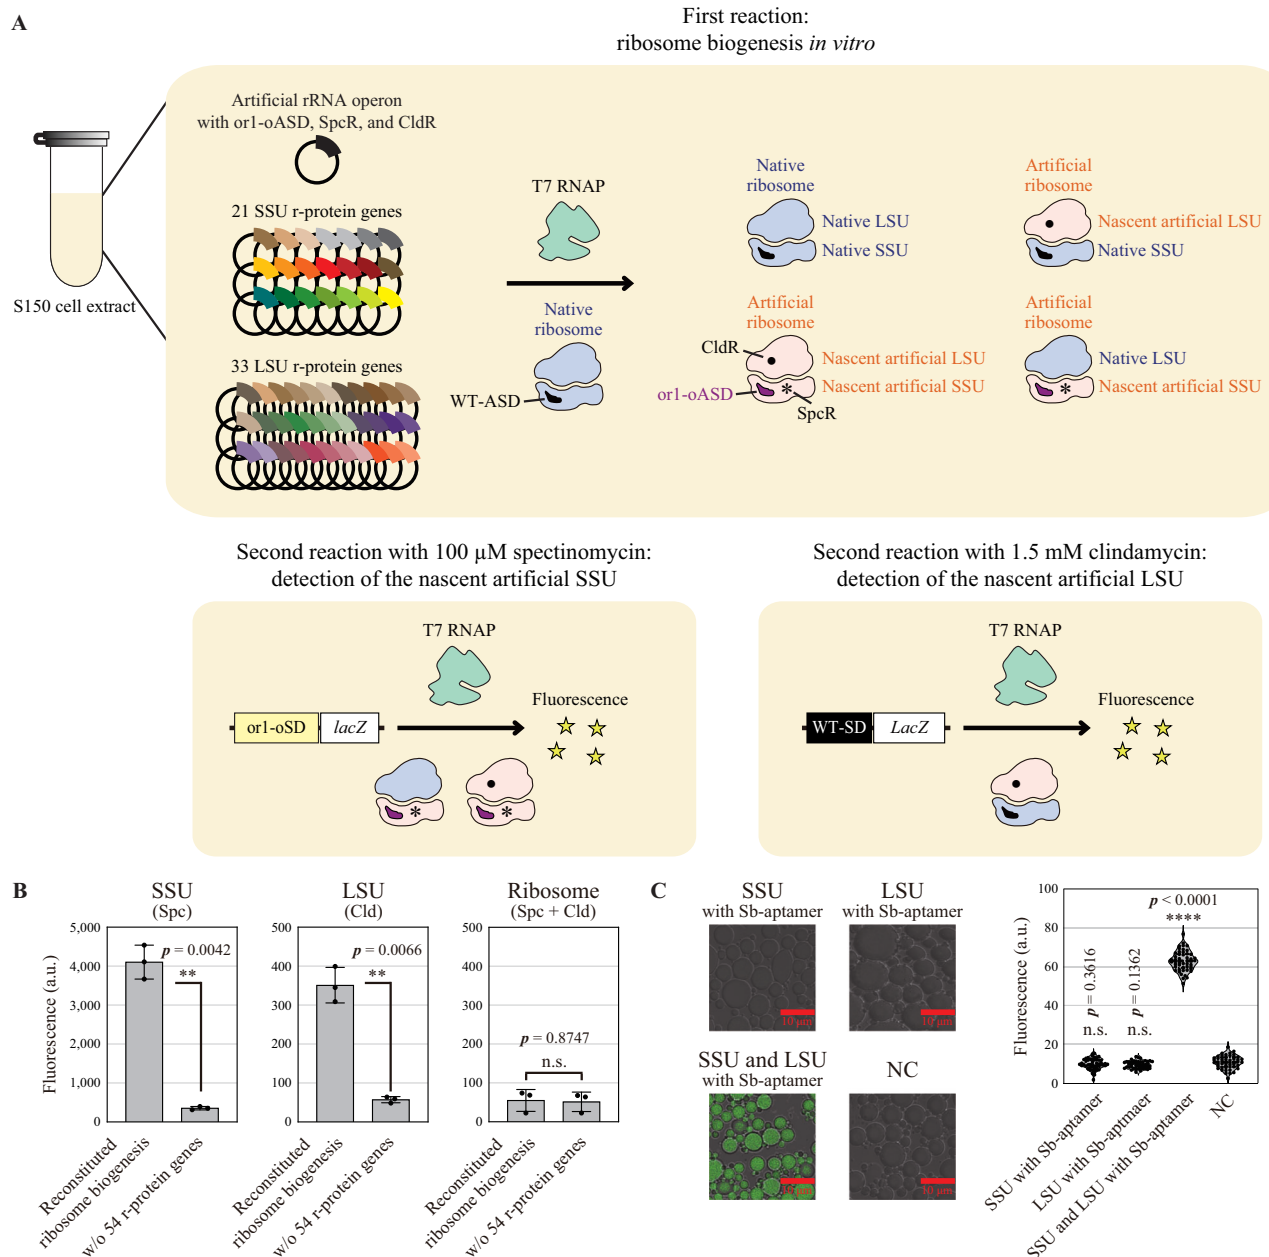 A
First reaction:
ribosome biogenesis in vitro
Artificial rRNA operon
with or1-oASD, SpcR, and CldR
21 SSU r-protein genes
33 LSU r-protein genes
S150 cell extract
T7 RNAP
Native
ribosome
WT-ASD
Native
ribosome
Native LSU
Native SSU
Artificial
ribosome
Nascent artificial LSU
Native SSU
Artificial
ribosome
CldR
Nascent artificial LSU
or1-oASD
Nascent artificial SSU
*
SpcR
Artificial
ribosome
Native LSU
Nascent artificial SSU
*
Second reaction with 100 µM spectinomycin:
detection of the nascent artificial SSU
T7 RNAP
or1-oSD
lacZ
Fluorescence
*
*
Second reaction with 1.5 mM clindamycin:
detection of the nascent artificial LSU
T7 RNAP
WT-SD
LacZ
Fluorescence
B
SSU
(Spc)
Fluorescence (a.u.)
5,000
4,000
3,000
2,000
1,000
0
p = 0.0042
**
Reconstituted
ribosome biogenesis
w/o 54 r-protein genes
LSU
(Cld)
500
400
300
200
100
0
p = 0.0066
**
Reconstituted
ribosome biogenesis
w/o 54 r-protein genes
Ribosome
(Spc + Cld)
500
400
300
200
100
0
p = 0.8747
n.s.
Reconstituted
ribosome biogenesis
w/o 54 r-protein genes
C
SSU
with Sb-aptamer
10 µm
LSU
with Sb-aptamer
10 µm
SSU and LSU
with Sb-aptamer
10 µm
NC
10 µm
Fluorescence (a.u.)
100
80
60
40
20
0
p = 0.3616
n.s.
p = 0.1362
n.s.
p < 0.0001
****
SSU with Sb-aptamer
LSU with Sb-aptmaer
SSU and LSU with Sb-aptamer
NC